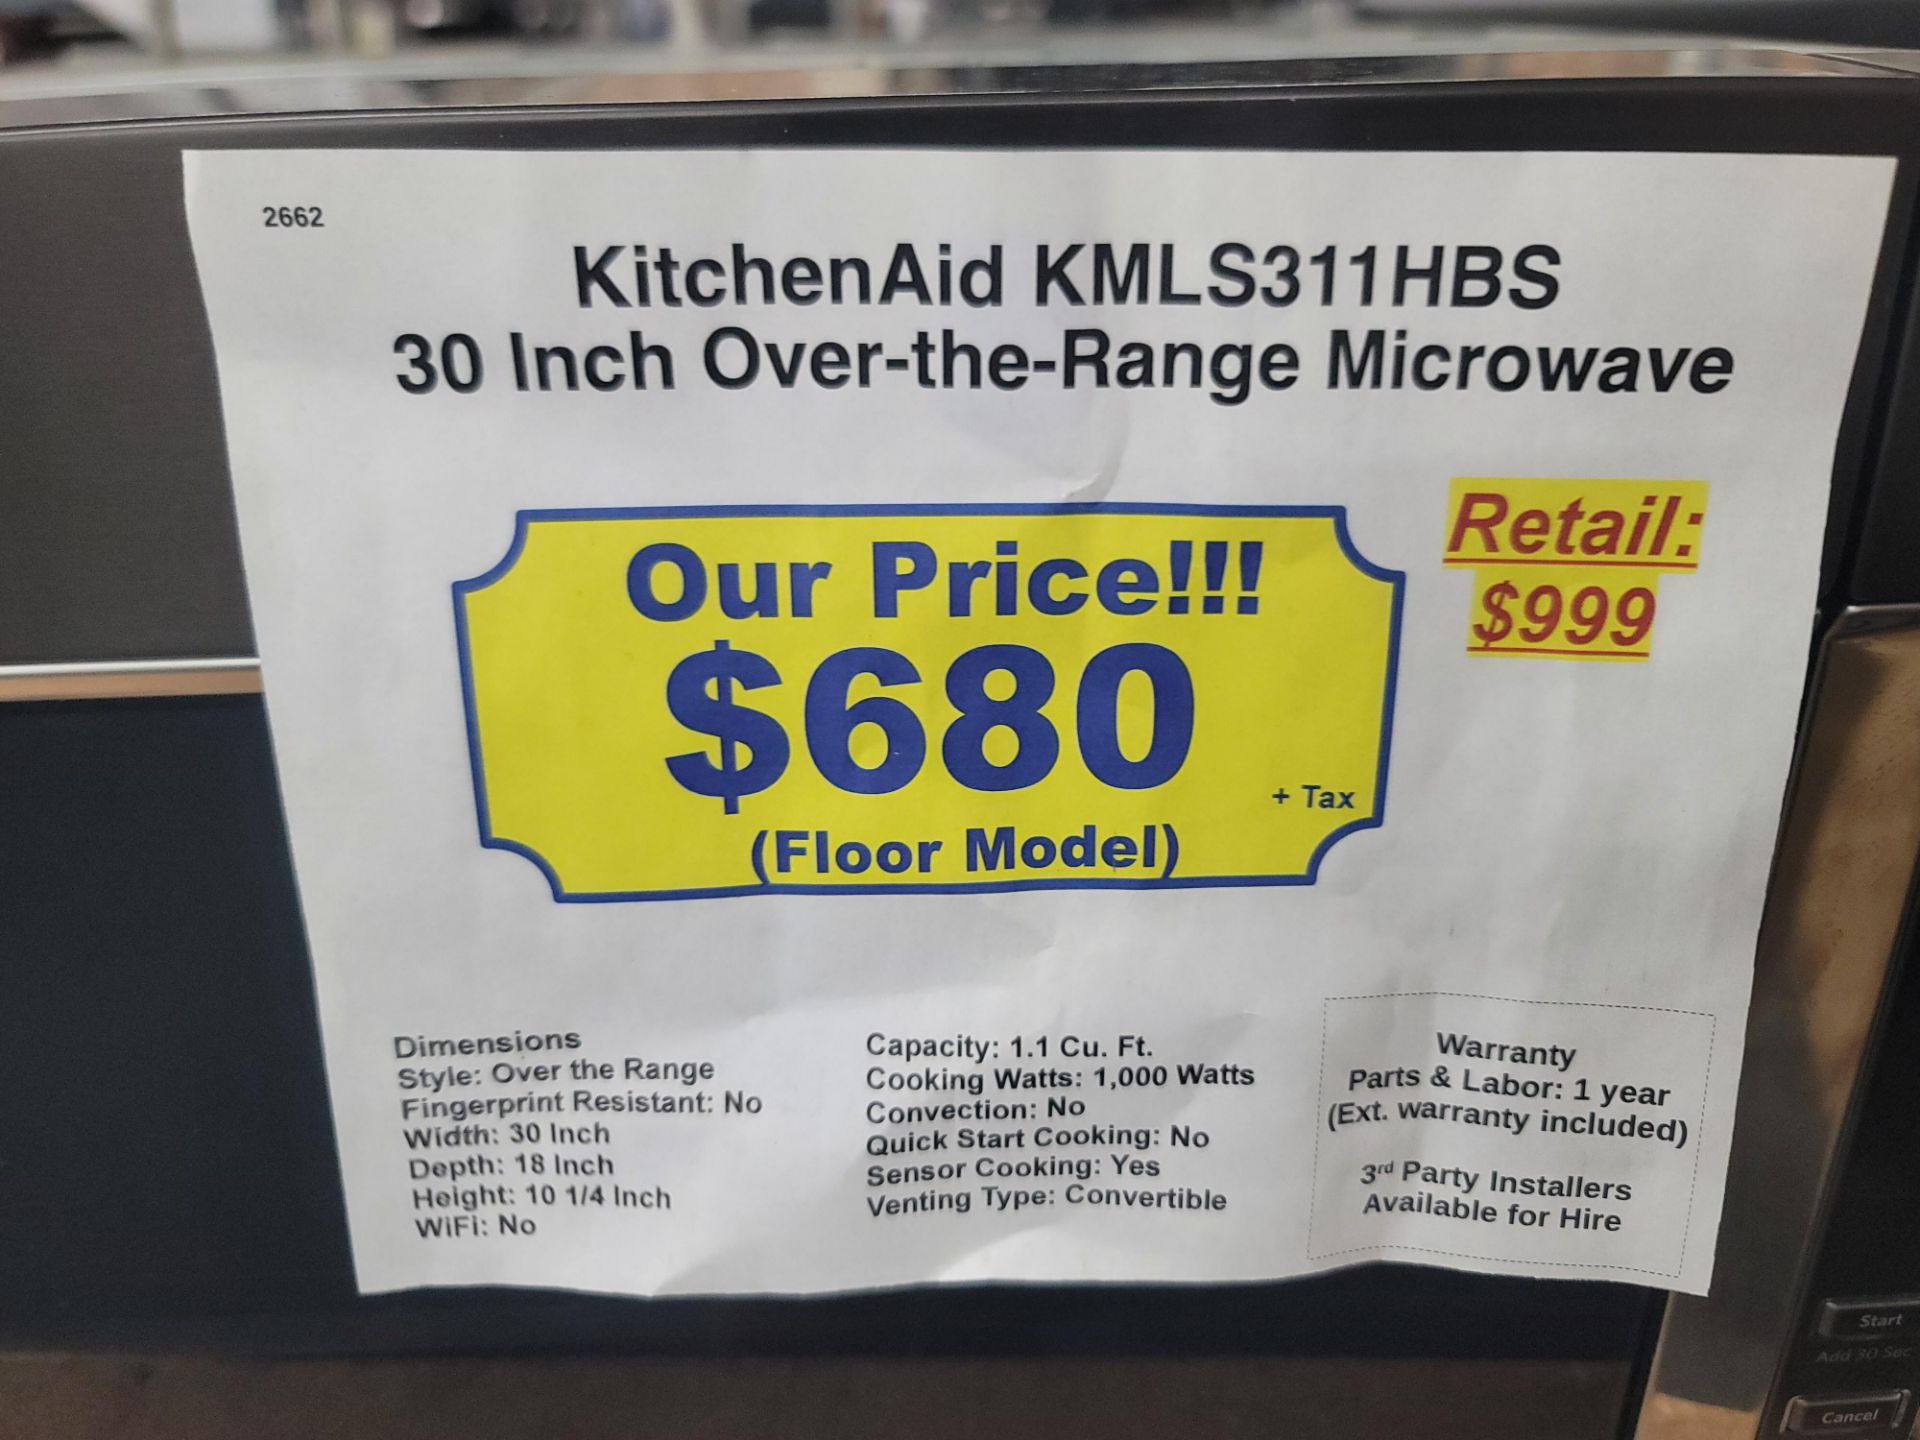 2662
KitchenAid KMLS311HBS
30 Inch Over-the-Range Microwave
Retail:
$999
Our Price!!!
$680
+ Tax
(Floor Model)
Dimensions
Style: Over the Range
Fingerprint Resistant: No
Width: 30 Inch
Depth: 18 Inch
Height: 10 1/4 Inch
WiFi: No
Capacity: 1.1 Cu. Ft.
Cooking Watts: 1,000 Watts
Convection: No
Quick Start Cooking: No
Sensor Cooking: Yes
Venting Type: Convertible
Warranty
Parts & Labor: 1 year
(Ext. warranty included)
3rd Party Installers
Available for Hire
Start
Add 30 Sec
Cancel